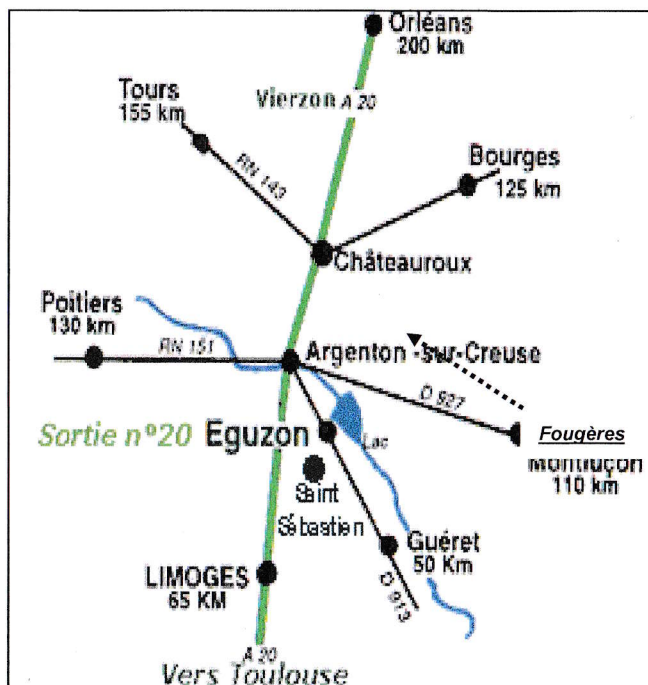 Orléans
200 km
Tours
155 km
Vierzon A 20
RN 143
Bourges
125 km
Châteauroux
Poitiers
130 km
RN 151
Argenton-sur-Creuse
D 927
Sortie n°20 Eguzon
Lac
Fougères
Montluçon
110 km
Saint
Sébastien
Guéret
50 Km
LIMOGES
65 KM
D 913
A 20
Vers Toulouse